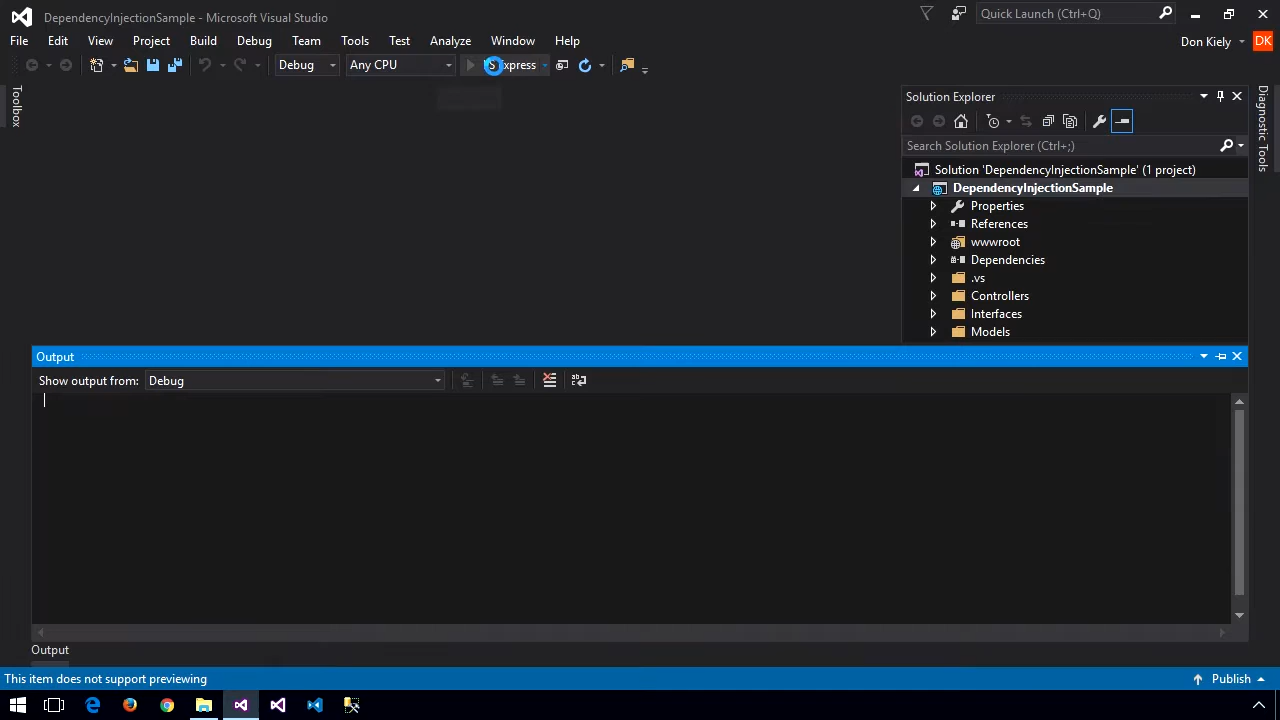 DependencyInjectionSample - Microsoft Visual Studio
Quick Launch (Ctrl+Q)
File Edit View Project Build Debug Team Tools Test Analyze Window Help
Don Kiely DK
Debug Any CPU Express
Toolbox
Solution Explorer
Diagnostic Tools
Search Solution Explorer (Ctrl+;)
Solution 'DependencyInjectionSample' (1 project)
DependencyInjectionSample
Properties
References
wwwroot
Dependencies
.vs
Controllers
Interfaces
Models
Output
Show output from: Debug
Output
This item does not support previewing
Publish